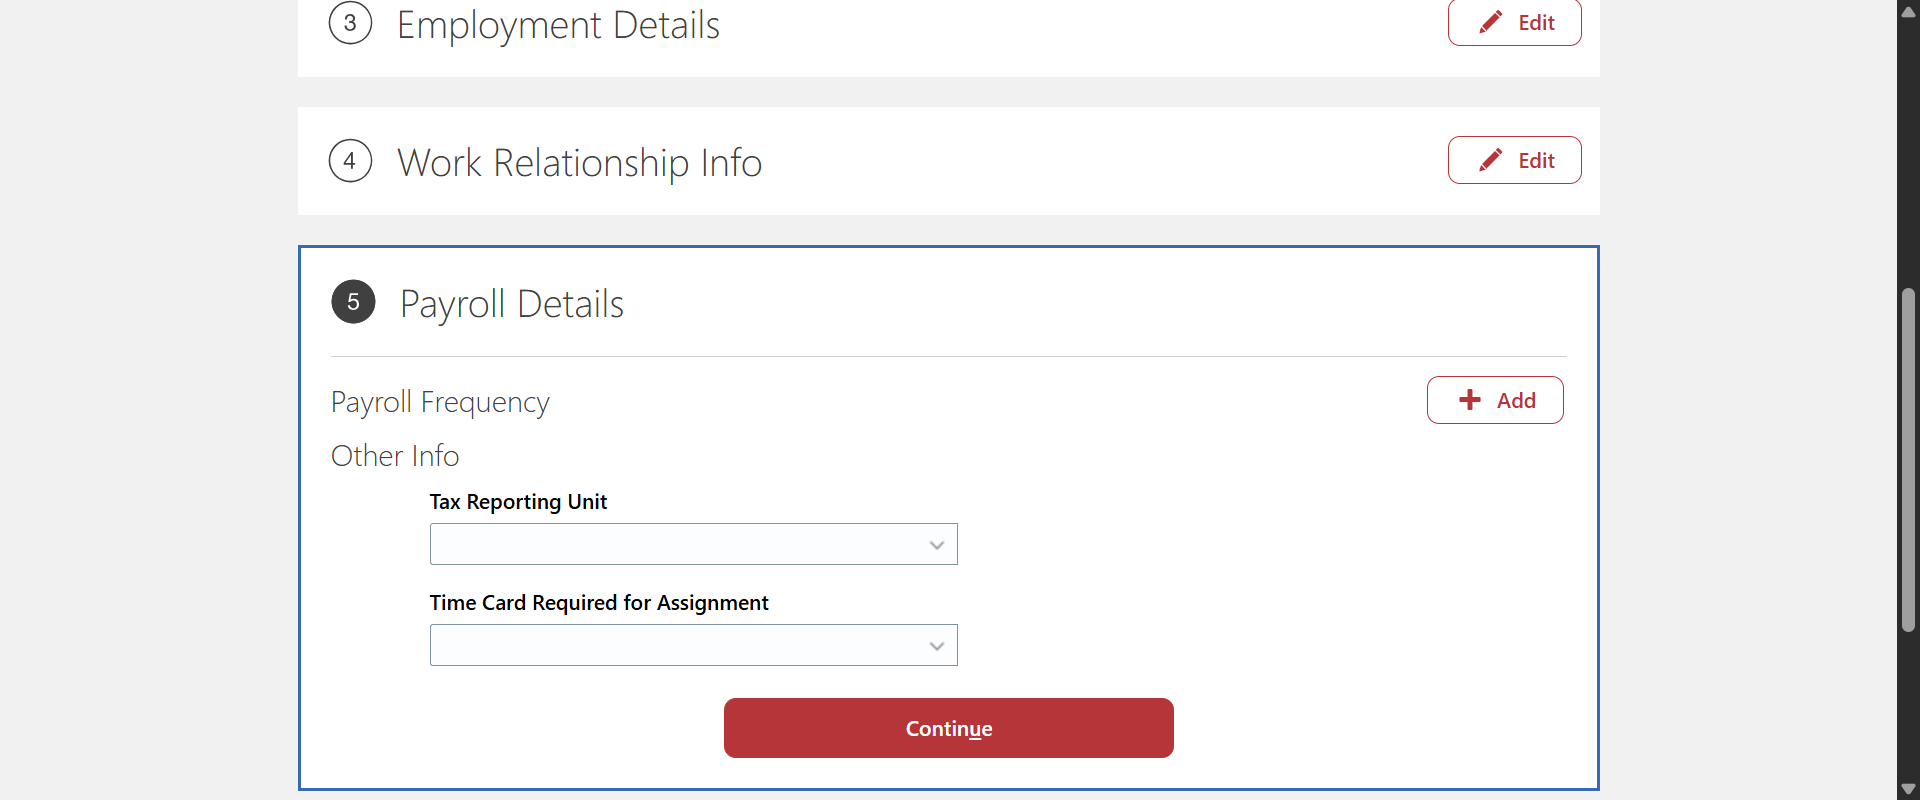 3 Employment Details Edit
4 Work Relationship Info Edit
5 Payroll Details
Payroll Frequency Add
Other Info
Tax Reporting Unit
Time Card Required for Assignment
Continue